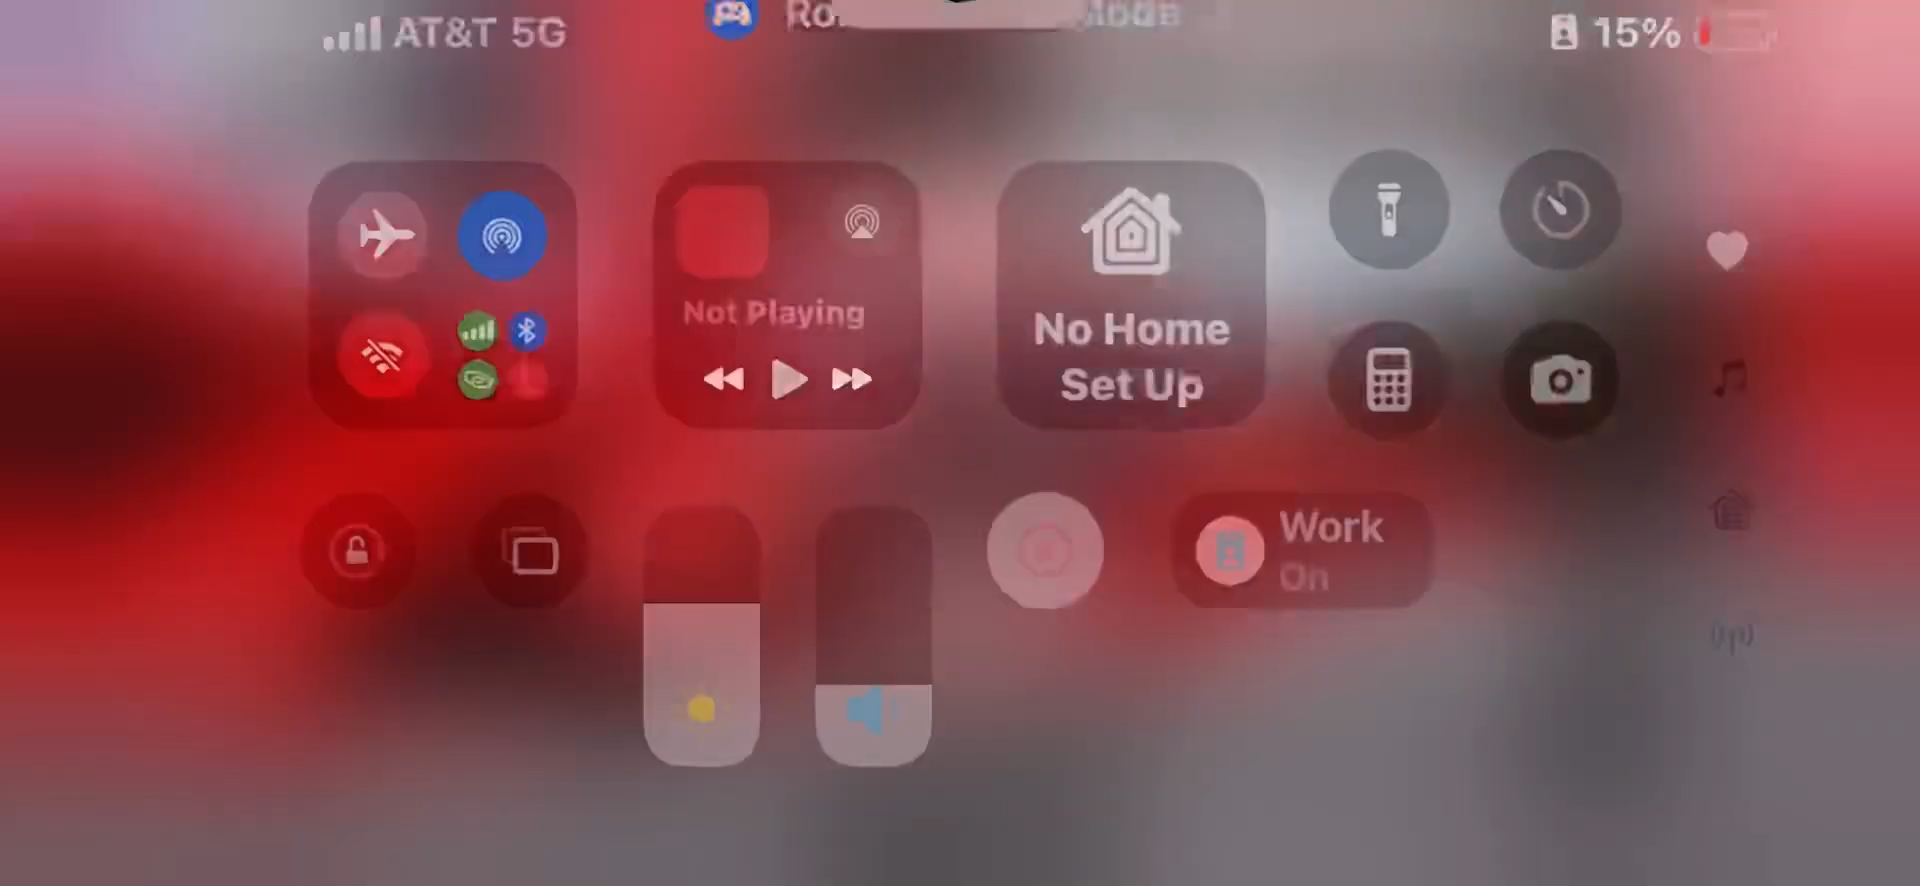 AT&T 5G
15%
Not Playing
No Home
Set Up
Work
On